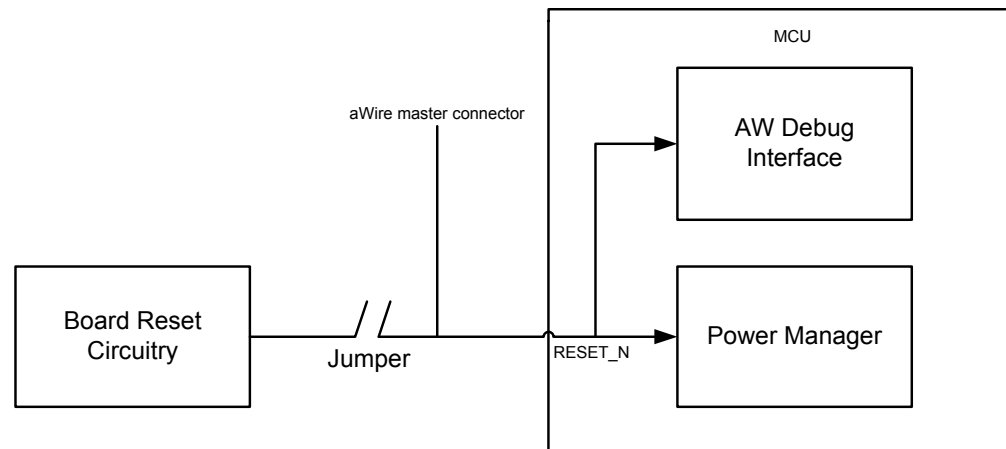 MCU
aWire master connector
AW Debug
Interface
Board Reset
Circuitry
Jumper
RESET_N
Power Manager